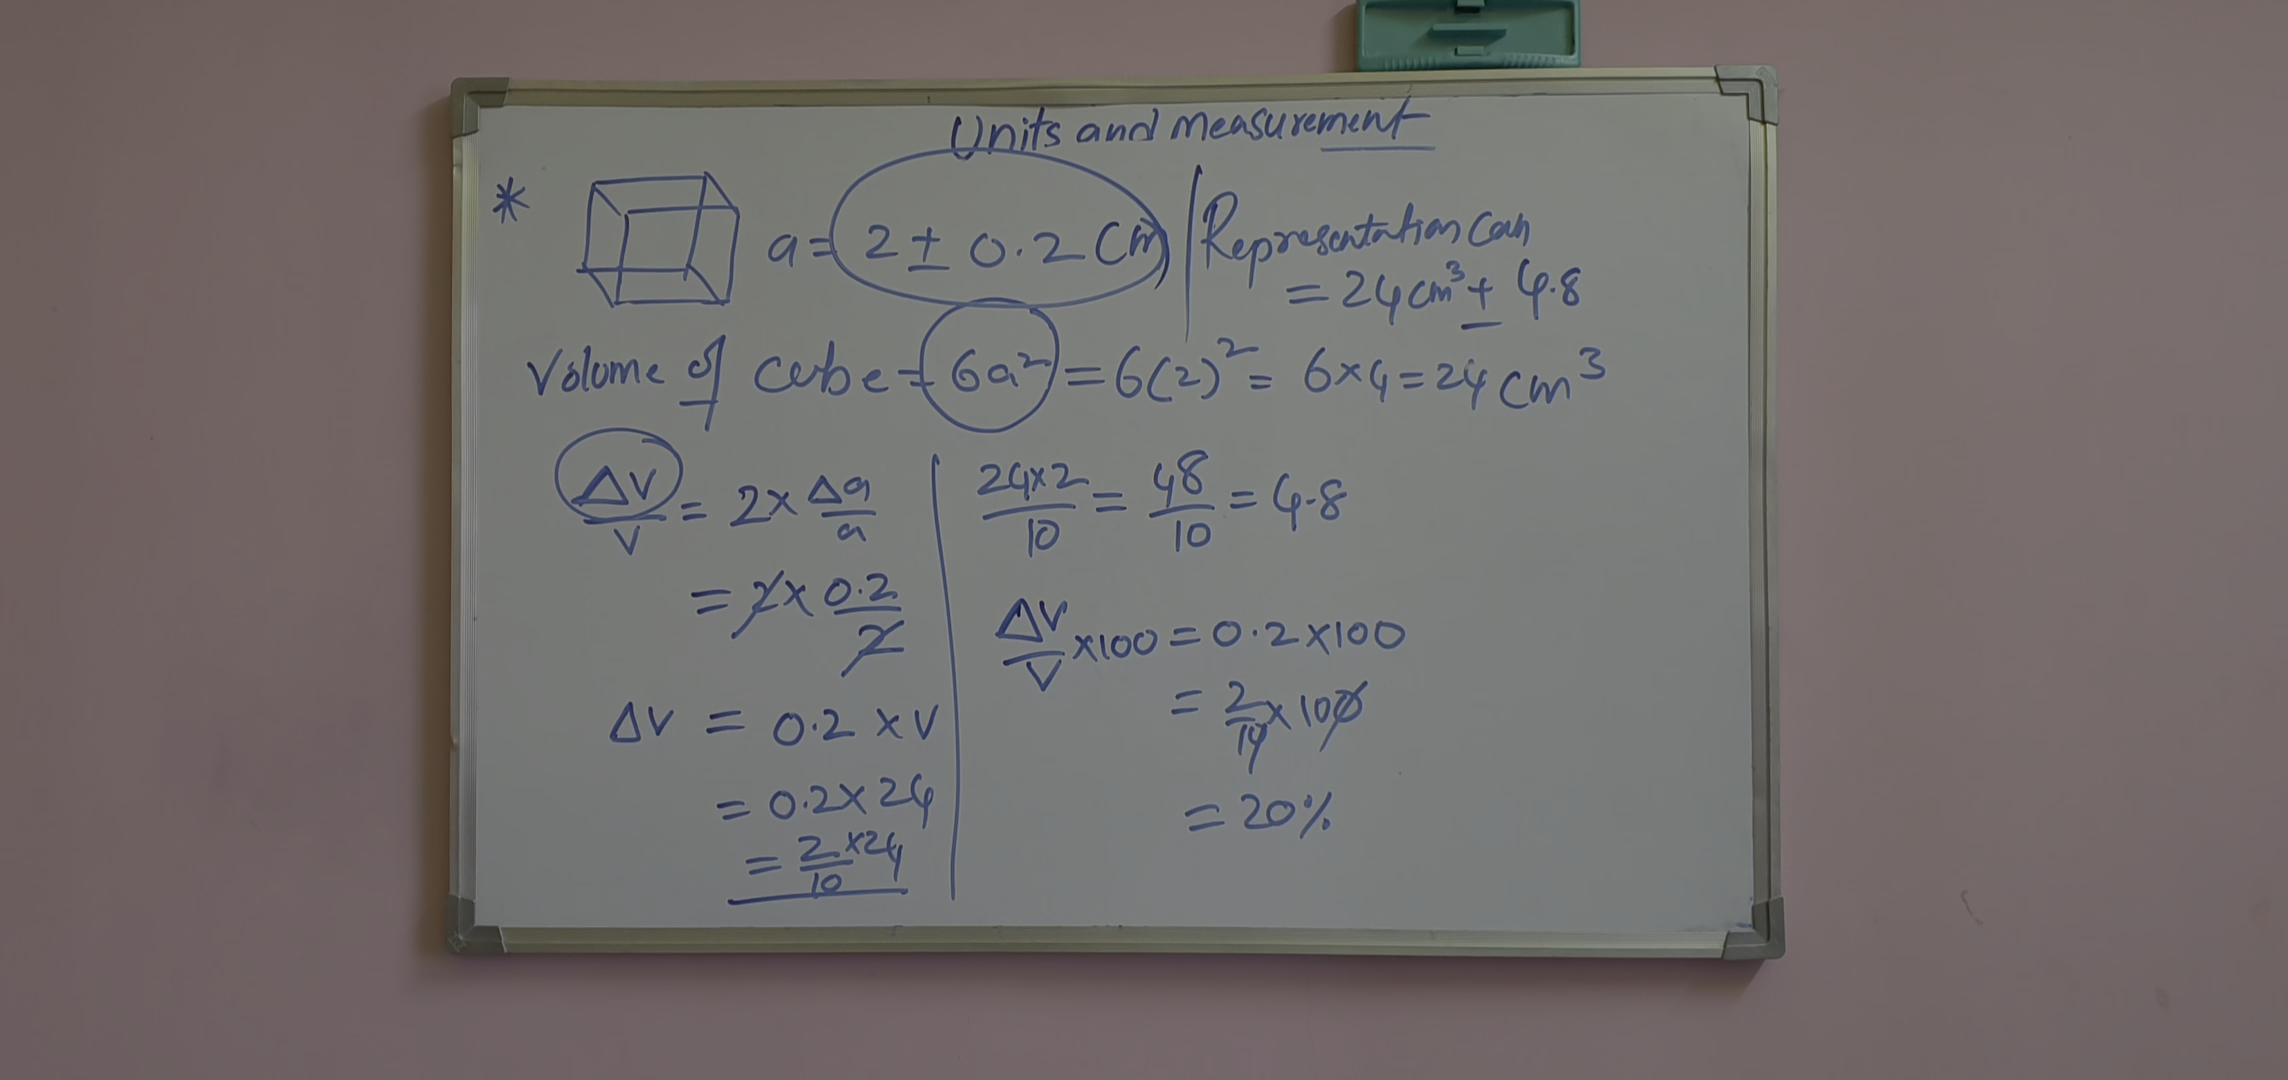 Units and measurement
* a = 2 ± 0.2 Cm
Representation can
= 24 cm³ ± 4.8
Volume of cube = 6a² = 6(2)² = 6×4 = 24 cm³
ΔV/V = 2× Δa/a
= 2× 0.2/2
ΔV = 0.2 × V
= 0.2×24
= 2/10 ×24
24×2/10 = 48/10 = 4.8
ΔV/V ×100 = 0.2×100
= 2/10 ×100
= 20%